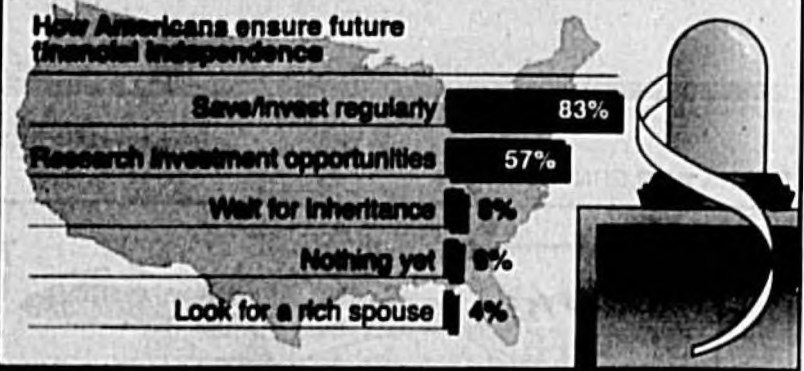 How Americans ensure future
financial independence
Save/invest regularly 83%
Research investment opportunities 57%
Wait for inheritance
Nothing yet
Look for a rich spouse 4%